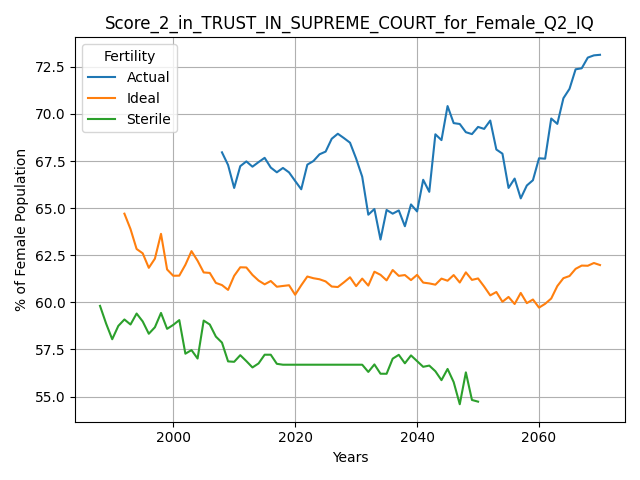 Score_2_in_TRUST_IN_SUPREME_COURT_for_Female_Q2_IQ
Fertility
Actual
Ideal
Sterile
% of Female Population
72.5
70.0
67.5
65.0
62.5
60.0
57.5
55.0
2000
2020
2040
2060
Years